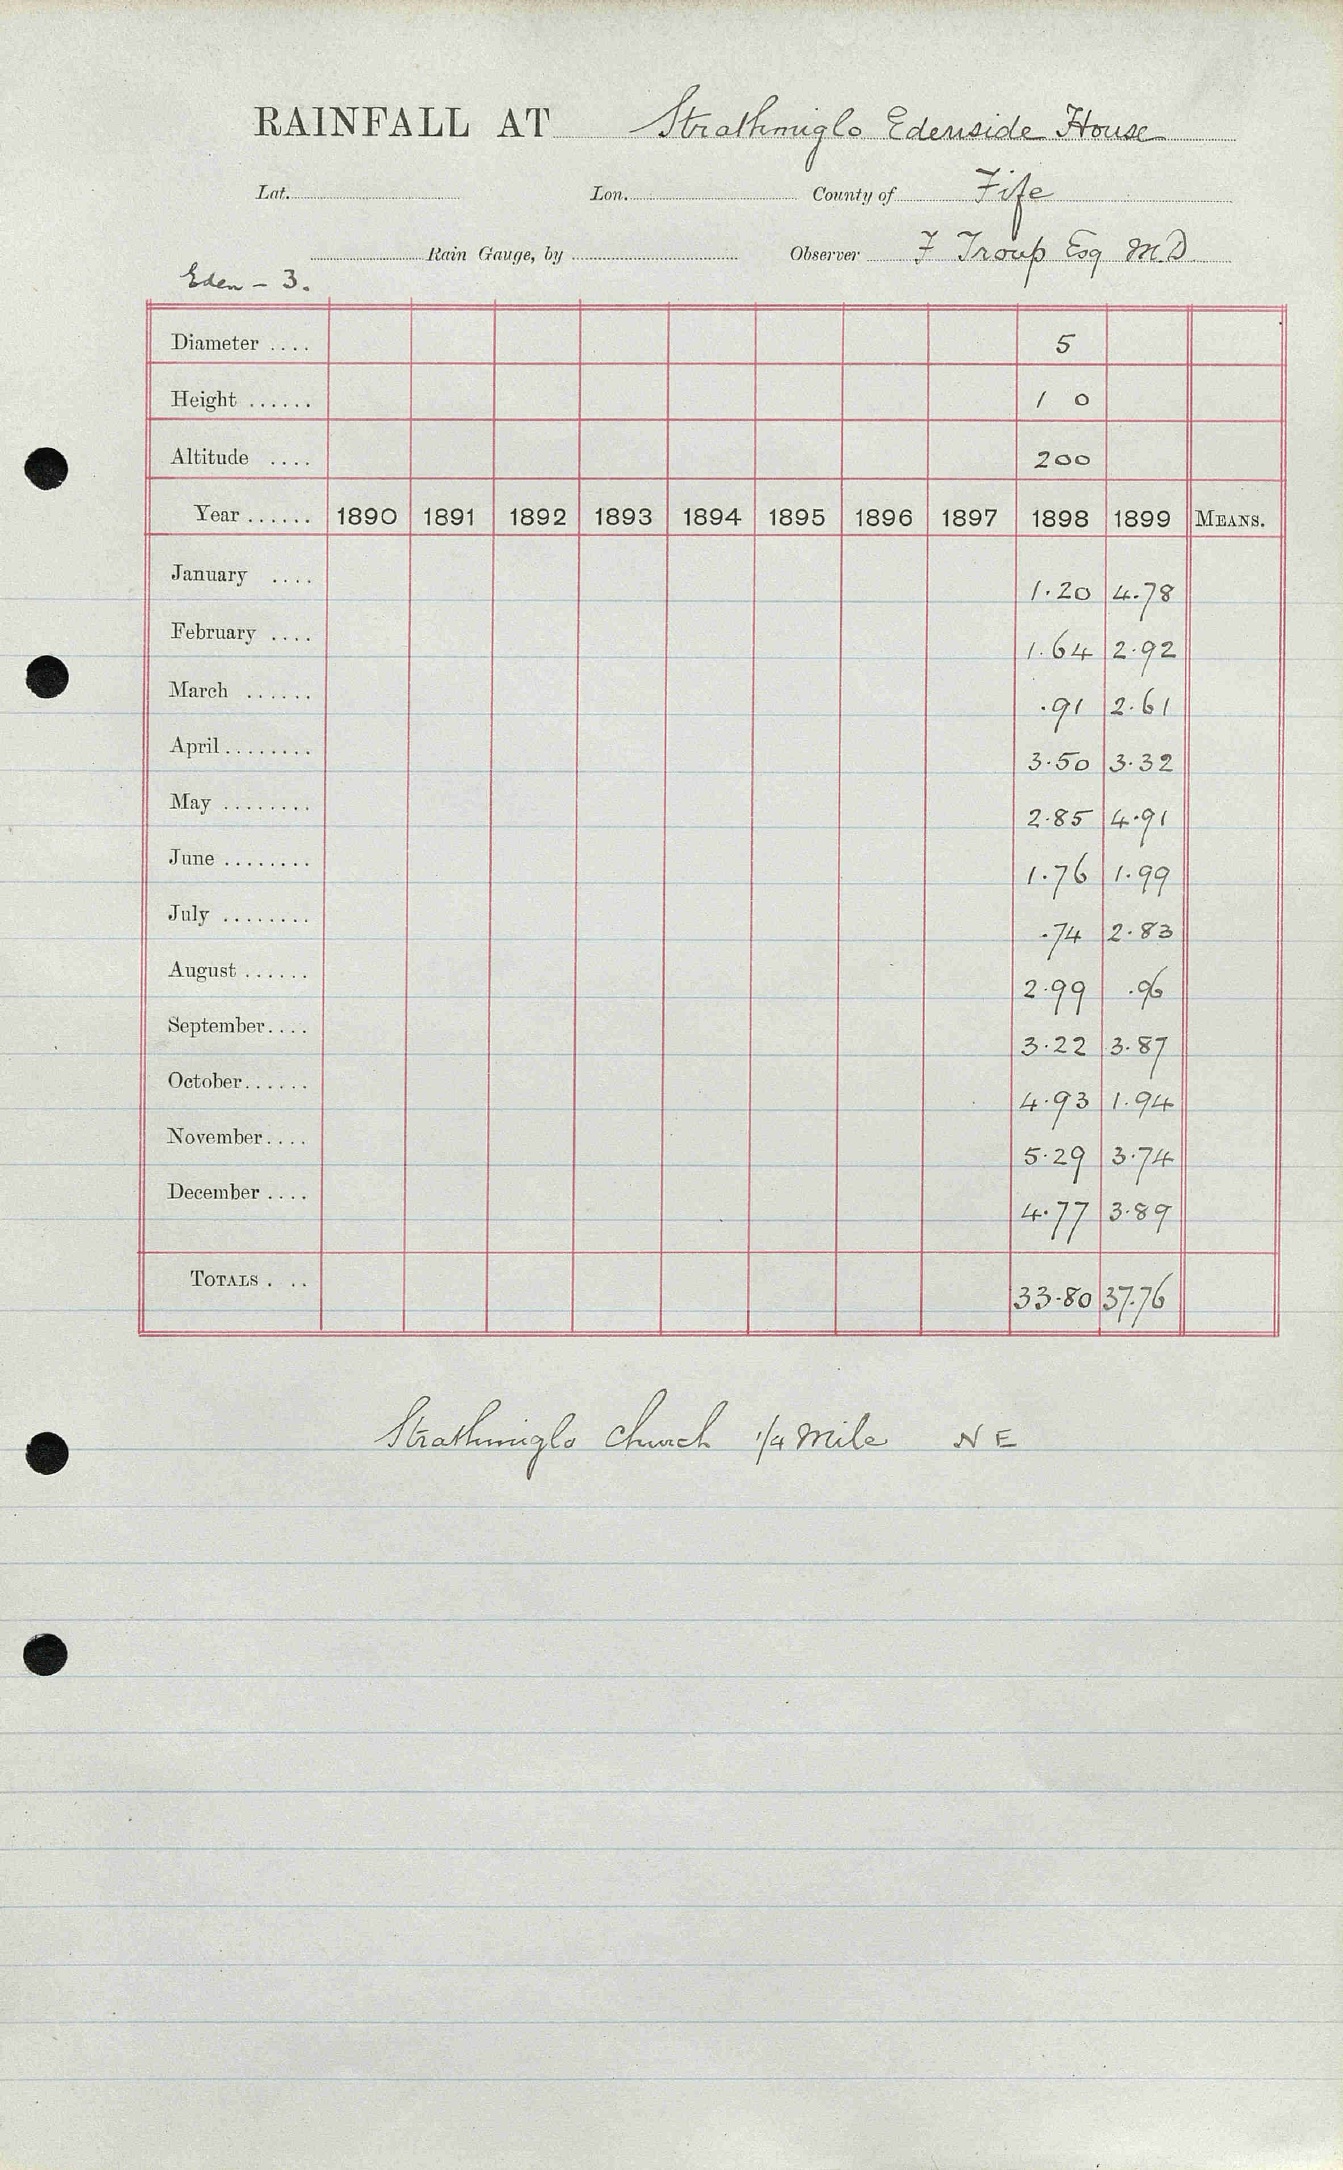 RAINFALL AT Strathmiglo Edenside House
Lat. Lon. County of Fife
Rain Gauge, by Observer F Troup Esq M.D
Eden - 3.
Diameter .... 5
Height ...... 1 0
Altitude .... 200
Year ...... 1890 1891 1892 1893 1894 1895 1896 1897 1898 1899 MEANS.
January .... 1.20 4.78
February .... 1.64 2.92
March ...... .91 2.61
April ........ 3.50 3.32
May ........ 2.85 4.91
June ........ 1.76 1.99
July ........ .74 2.83
August ...... 2.99 .96
September.... 3.22 3.87
October...... 4.93 1.94
November.... 5.29 3.74
December .... 4.77 3.89
TOTALS . .. 33.80 37.76
Strathmiglo Church 1/4 mile N E